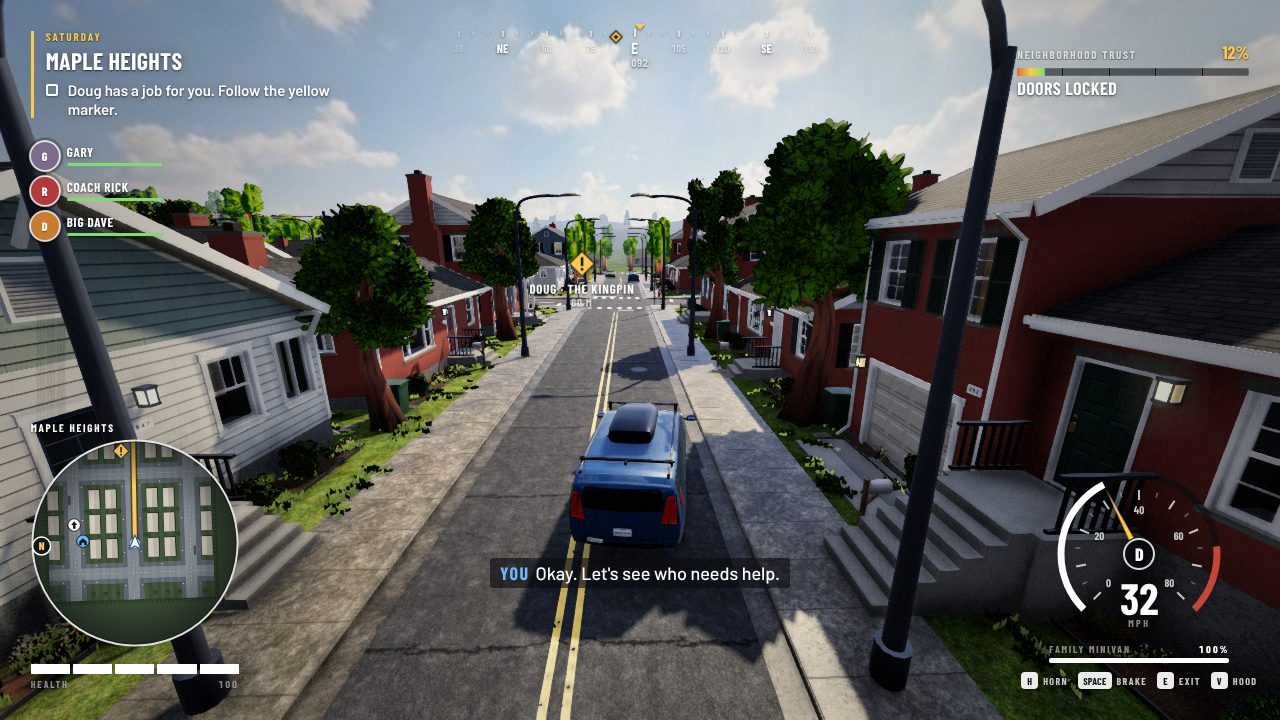 SATURDAY
MAPLE HEIGHTS
Doug has a job for you. Follow the yellow
marker.
G GARY
R COACH RICK
D BIG DAVE
30 NE 60 75 E 105 120 SE 150
092
NEIGHBORHOOD TRUST 12%
DOORS LOCKED
DOUG - THE KINGPIN
60 M
MAPLE HEIGHTS
N
YOU Okay. Let's see who needs help.
0 20 40 60 80
D
32
MPH
FAMILY MINIVAN 100%
H HORN SPACE BRAKE E EXIT V HOOD
HEALTH 100